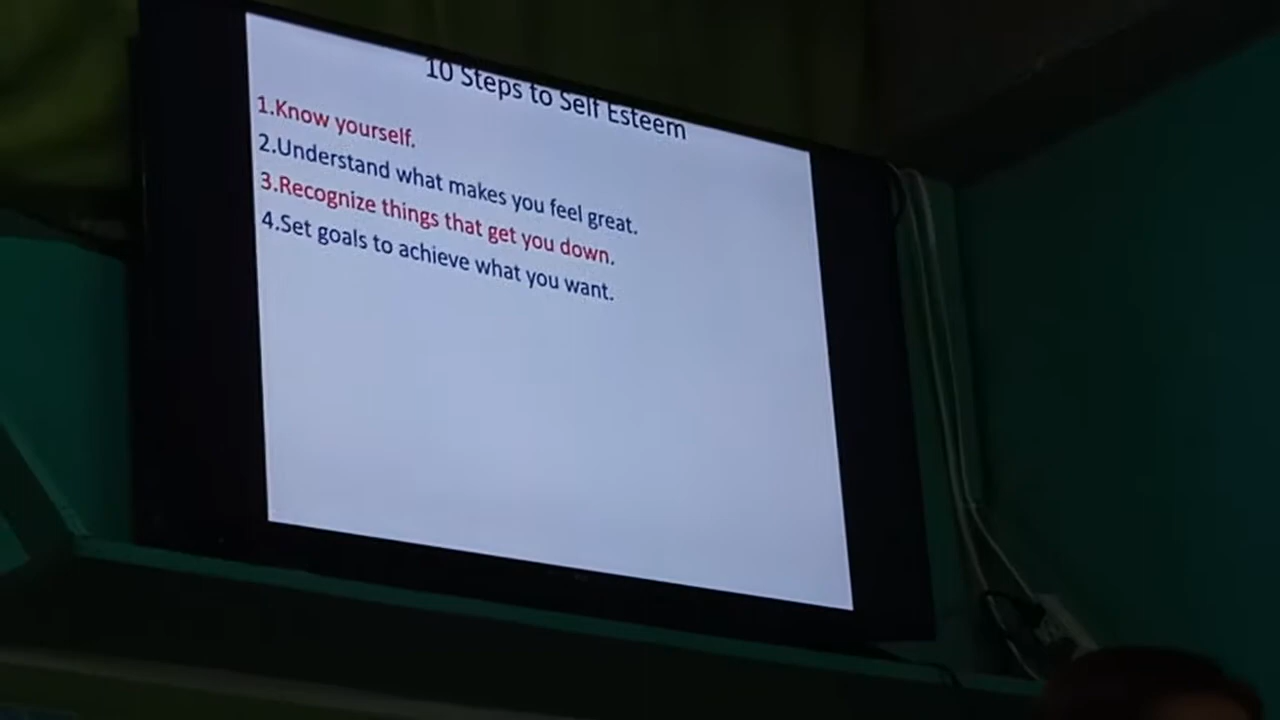 10 Steps to Self Esteem
1.Know yourself.
2.Understand what makes you feel great.
3.Recognize things that get you down.
4.Set goals to achieve what you want.